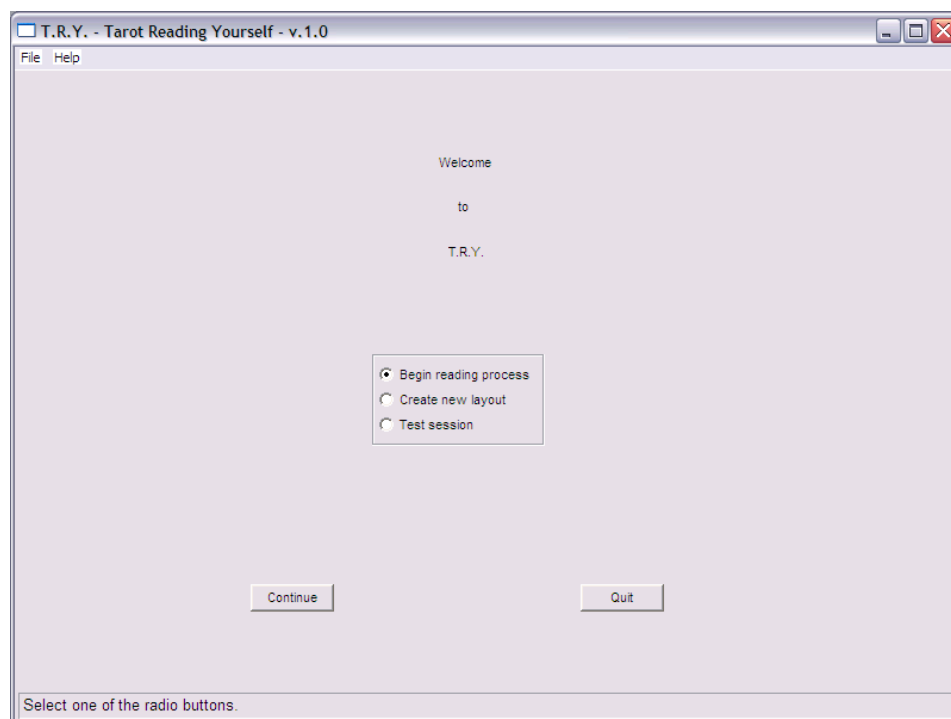 T.R.Y. - Tarot Reading Yourself - v.1.0
File Help
Welcome
to
T.R.Y.
Begin reading process
Create new layout
Test session
Continue Quit
Select one of the radio buttons.